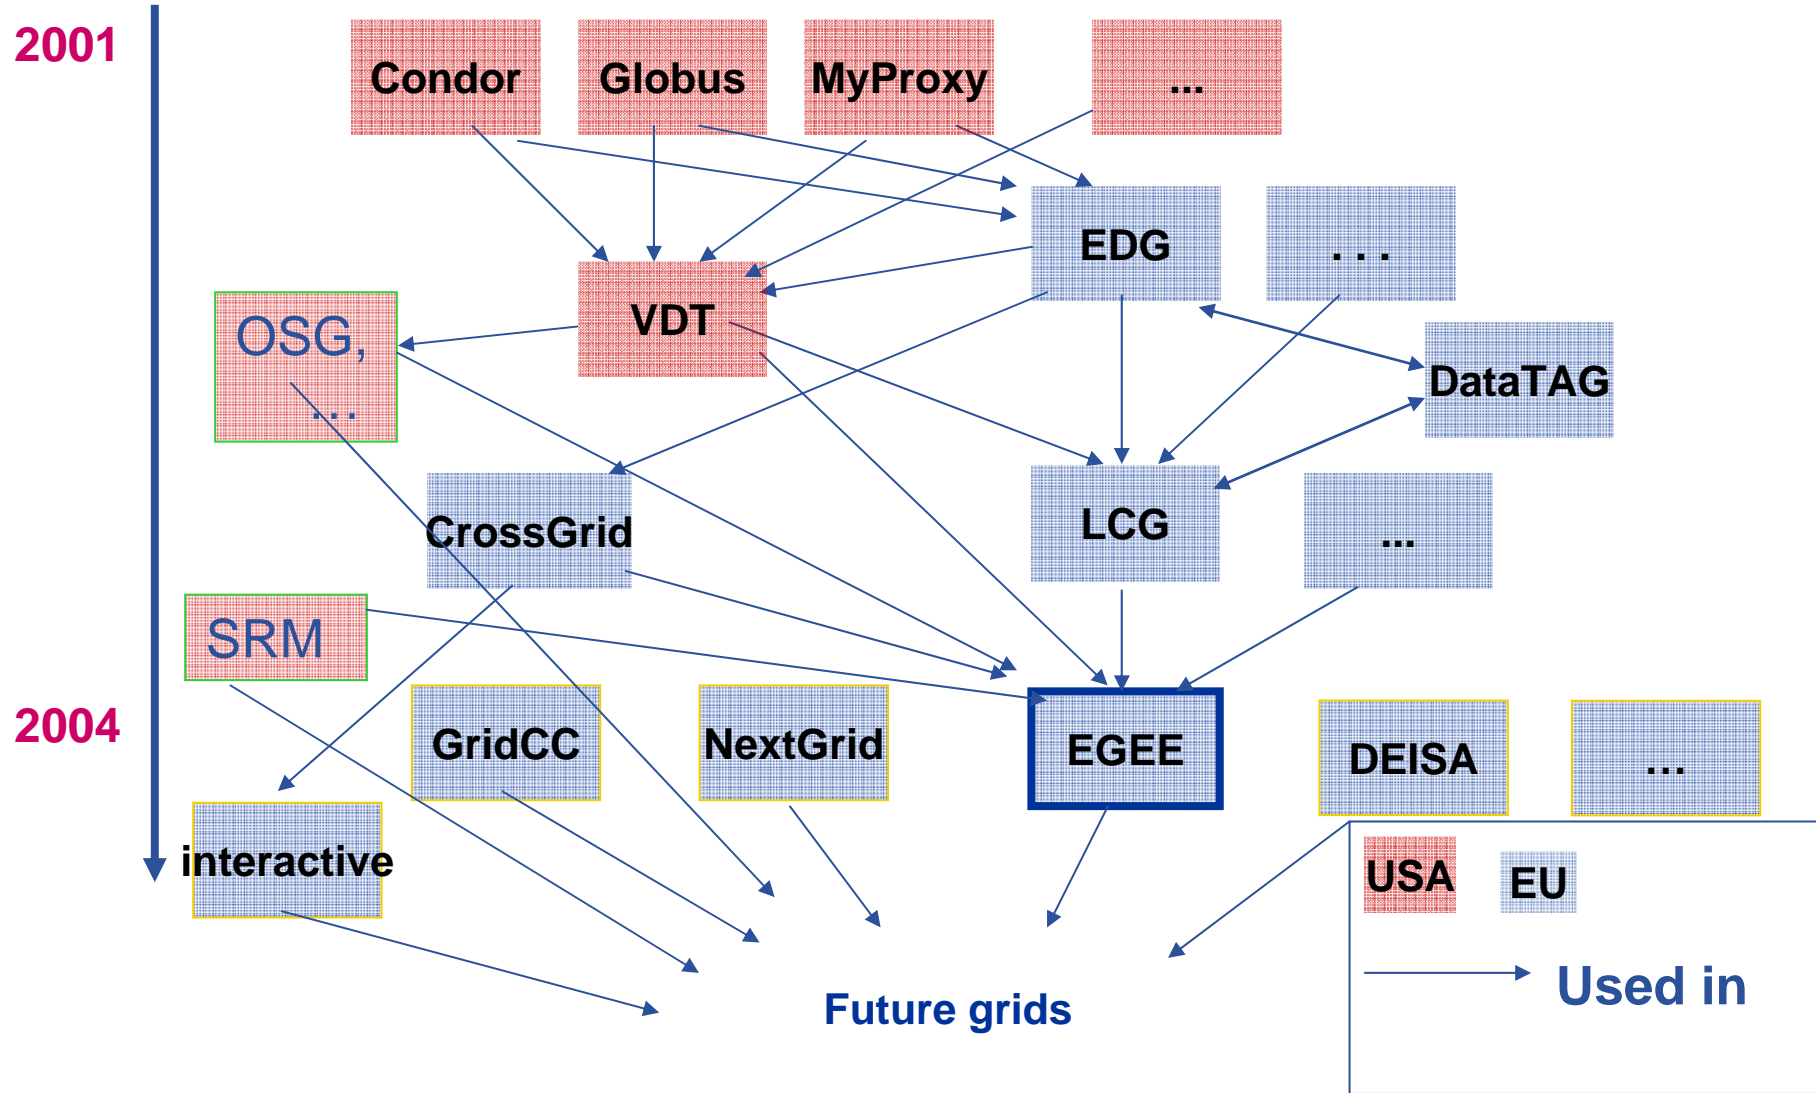 2001
Condor
Globus
MyProxy
...
EDG
. . .
VDT
OSG,
…
DataTAG
CrossGrid
LCG
...
SRM
2004
GridCC
NextGrid
EGEE
DEISA
…
interactive
USA
EU
Used in
Future grids